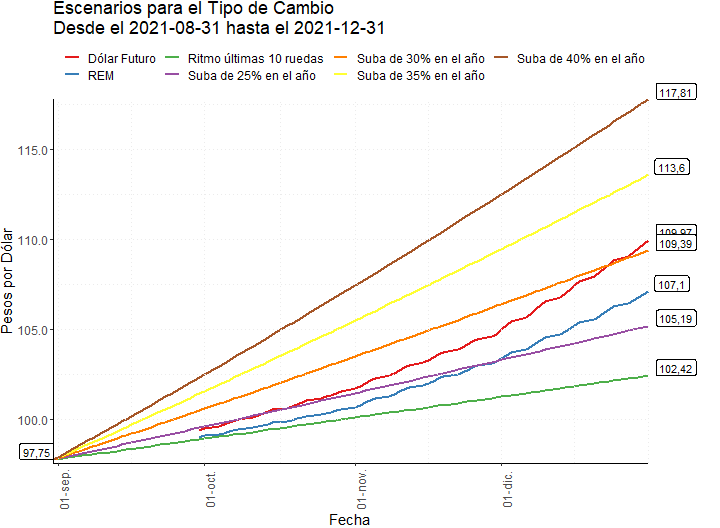 Escenarios para el Tipo de Cambio
Desde el 2021-08-31 hasta el 2021-12-31
Dólar Futuro
Ritmo últimas 10 ruedas
Suba de 30% en el año
Suba de 40% en el año
REM
Suba de 25% en el año
Suba de 35% en el año
117,81
115.0
113,6
110.0
109,97
109,39
107,1
105.0
105,19
102,42
100.0
97,75
Pesos por Dólar
01-sep.
01-oct.
01-nov.
01-dic.
Fecha